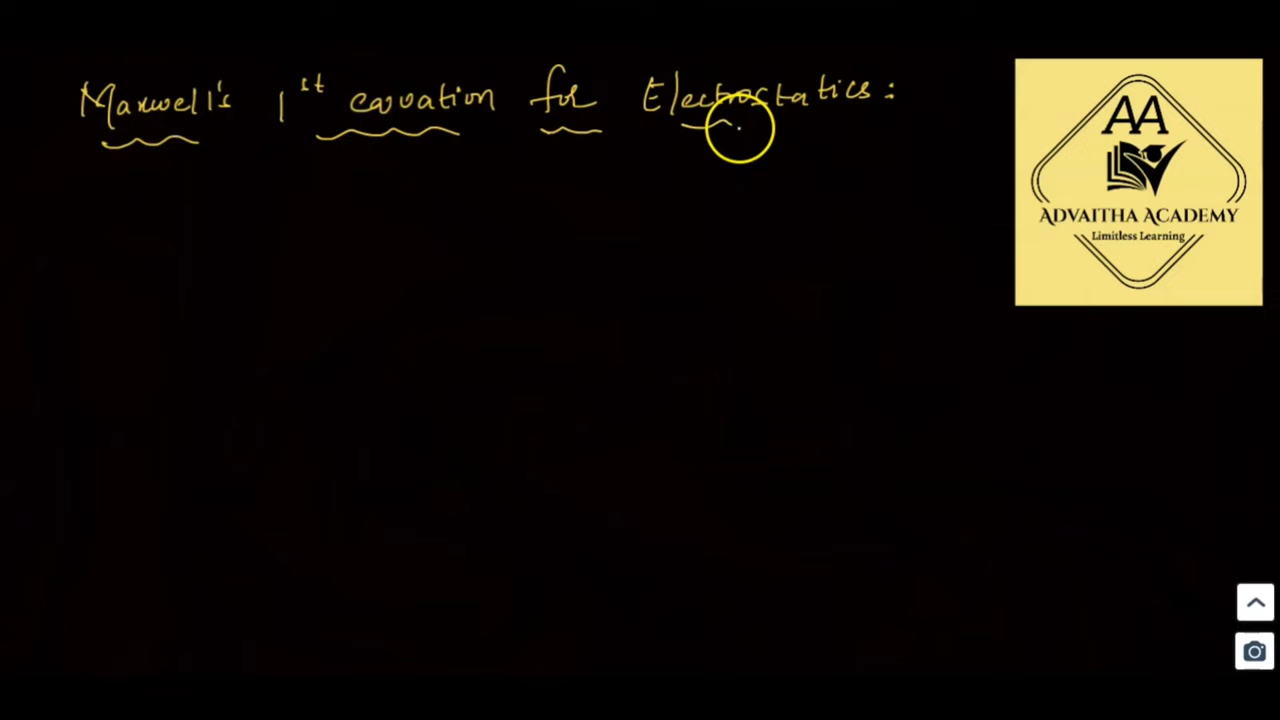 Maxwell's 1st equation for Electrostatics:
AA
ADVAITHA ACADEMY
Limitless Learning